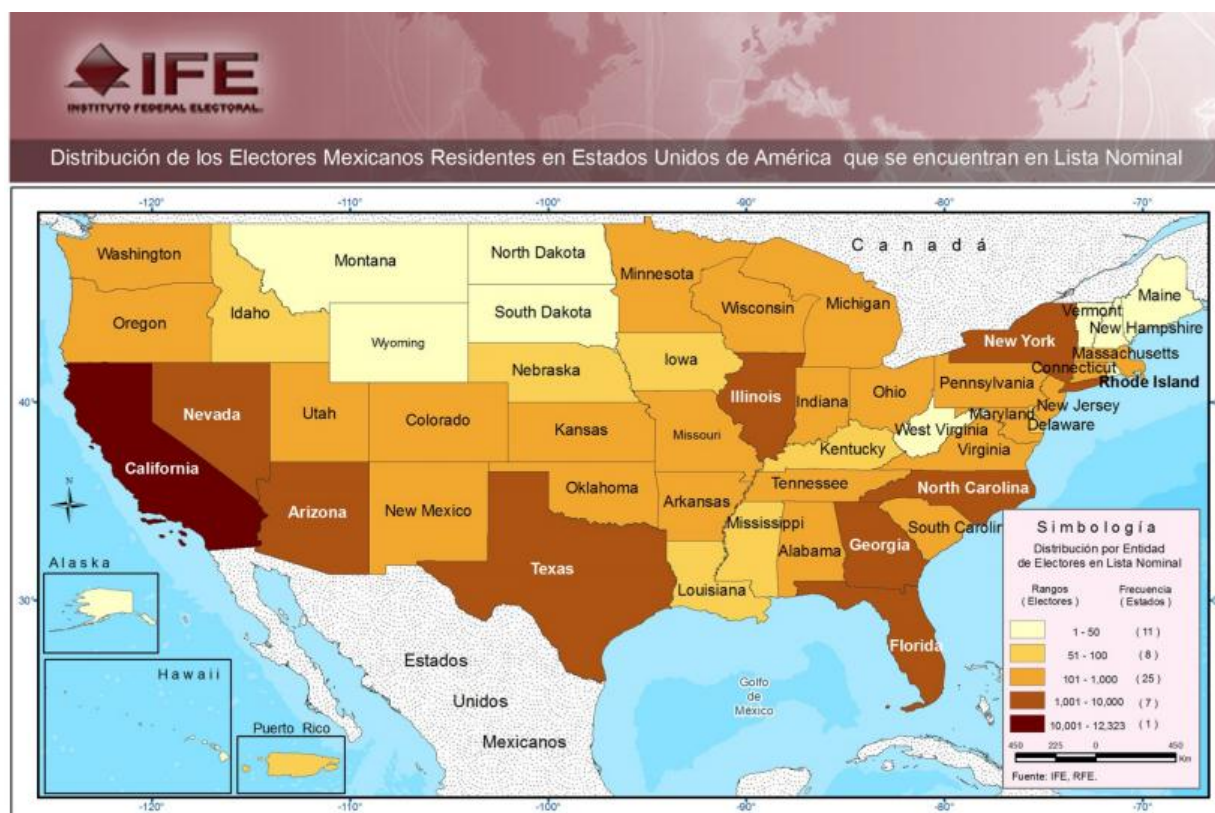 IFE
INSTITUTO FEDERAL ELECTORAL.
Distribución de los Electores Mexicanos Residentes en Estados Unidos de América que se encuentran en Lista Nominal
-120° -110° -100° -90° -80° -70°
Canadá
Washington
Montana
North Dakota
Minnesota
Maine
Oregon
Idaho
South Dakota
Wisconsin
Michigan
Vermont
New Hampshire
Wyoming
New York
Massachusetts
Nebraska
Iowa
Connecticut
Rhode Island
40°
Nevada
Utah
Colorado
Kansas
Missouri
Illinois
Indiana
Ohio
Pennsylvania
New Jersey
Maryland
Delaware
West Virginia
Virginia
Kentucky
California
N
Arizona
New Mexico
Oklahoma
Arkansas
Tennessee
North Carolina
South Carolin
Mississippi
Alabama
Georgia
Texas
Louisiana
Florida
Alaska
30°
Hawaii
Puerto Rico
Estados
Unidos
Mexicanos
Golfo
de
México
Simbología
Distribución por Entidad
de Electores en Lista Nominal
Rangos Frecuencia
( Electores ) ( Estados )
1 - 50 ( 11 )
51 - 100 ( 8 )
101 - 1,000 ( 25 )
1,001 - 10,000 ( 7 )
10,001 - 12,323 ( 1 )
450 225 0 450
Km
Fuente: IFE, RFE.
-120° -110° -100° -90° -80° -70°